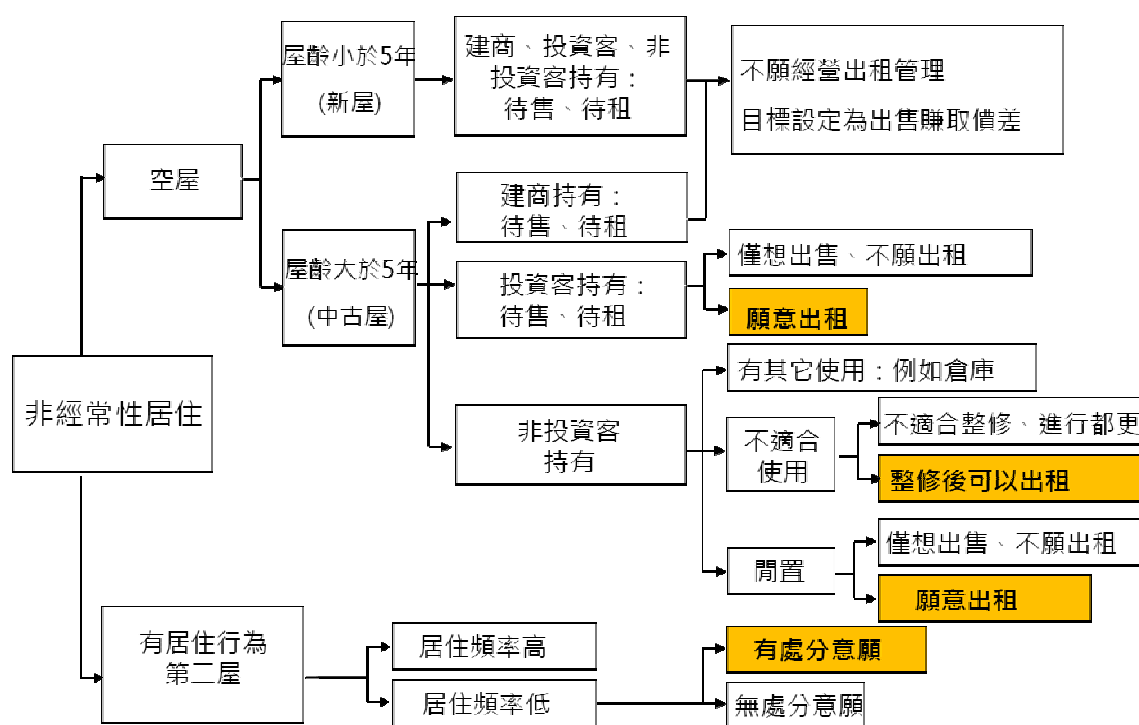 非經常性居住
空屋
屋齡小於5年
(新屋)
建商、投資客、非
投資客持有：
待售、待租
不願經營出租管理
目標設定為出售賺取價差
屋齡大於5年
(中古屋)
建商持有：
待售、待租
投資客持有：
待售、待租
僅想出售、不願出租
願意出租
非投資客
持有
有其它使用：例如倉庫
不適合
使用
不適合整修、進行都更
整修後可以出租
閒置
僅想出售、不願出租
願意出租
有居住行為
第二屋
居住頻率高
居住頻率低
有處分意願
無處分意願